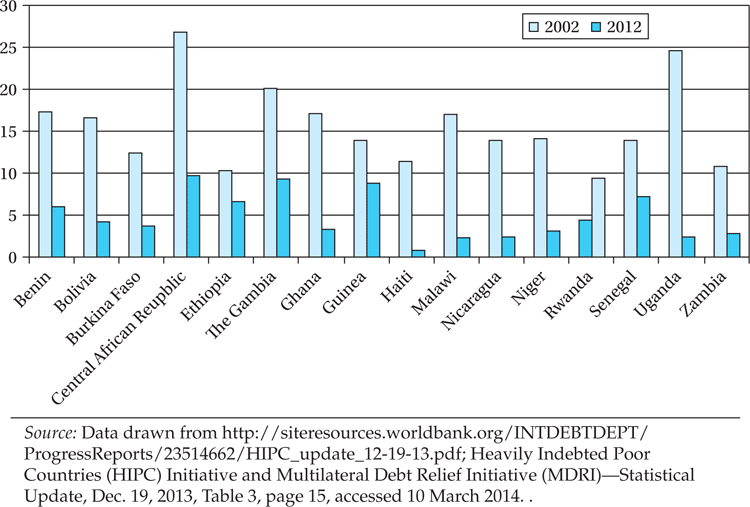 30
25
20
15
10
5
0
2002 2012
Benin
Bolivia
Burkina Faso
Central African Reupblic
Ethiopia
The Gambia
Ghana
Guinea
Haiti
Malawi
Nicaragua
Niger
Rwanda
Senegal
Uganda
Zambia
Source: Data drawn from http://siteresources.worldbank.org/INTDEBTDEPT/
ProgressReports/23514662/HIPC_update_12-19-13.pdf; Heavily Indebted Poor
Countries (HIPC) Initiative and Multilateral Debt Relief Initiative (MDRI)—Statistical
Update, Dec. 19, 2013, Table 3, page 15, accessed 10 March 2014. .